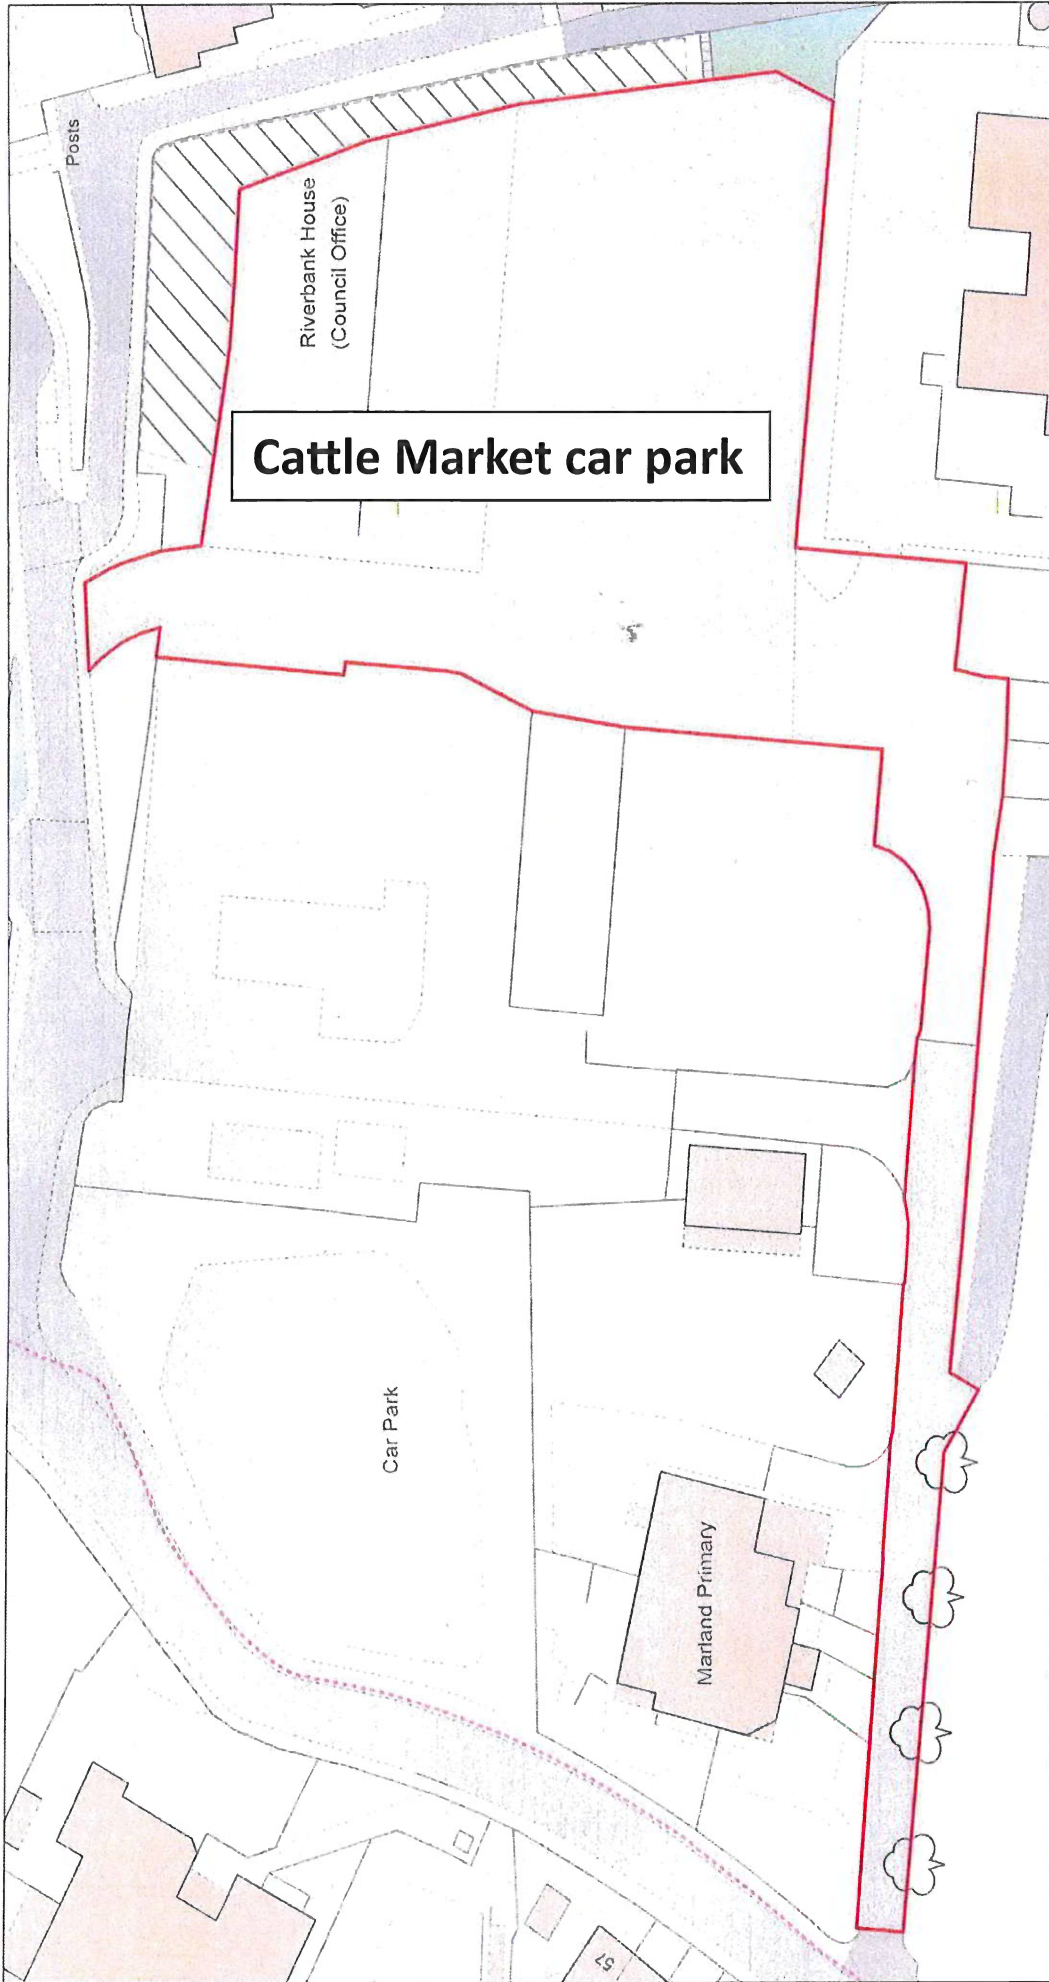 Posts
Riverbank House
(Council Office)
Cattle Market car park
Car Park
Marland Primary
57